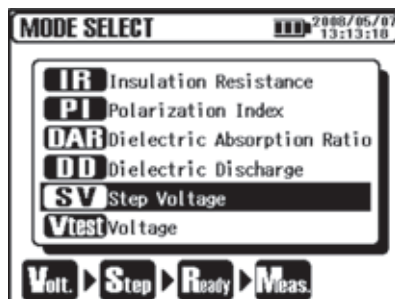 MODE SELECT 2008/05/07
13:13:18
IR Insulation Resistance
PI Polarization Index
DAR Dielectric Absorption Ratio
DD Dielectric Discharge
SV Step Voltage
Vtest Voltage
Volt. Step Ready Meas.